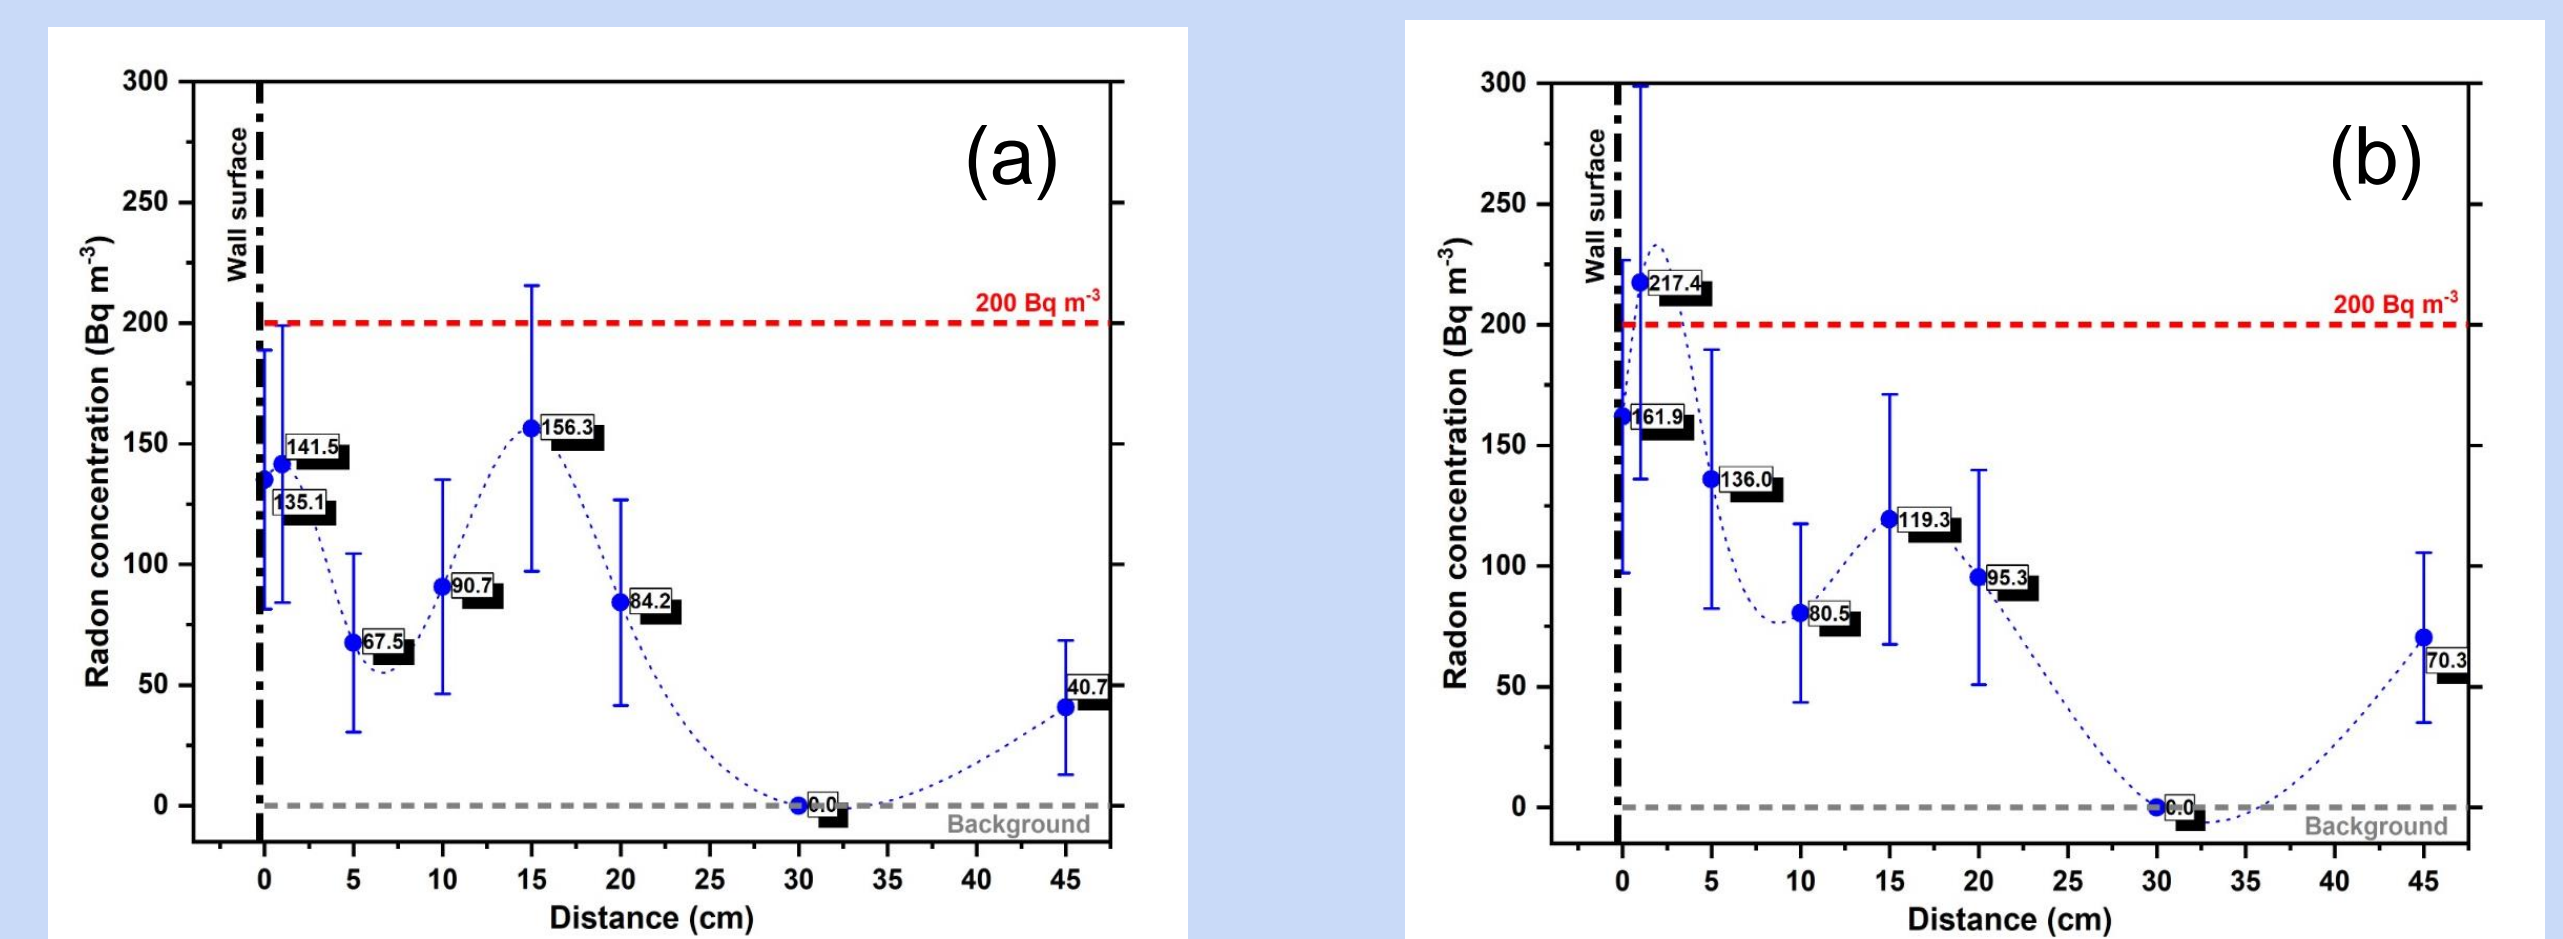 (a)
300
250
200
150
100
50
0
Radon concentration (Bq m-3)
Wall surface
200 Bq m-3
141.5
135.1
67.5
90.7
156.3
84.2
0.0
40.7
Background
0 5 10 15 20 25 30 35 40 45
Distance (cm)
(b)
300
250
200
150
100
50
0
Radon concentration (Bq m-3)
Wall surface
200 Bq m-3
217.4
161.9
136.0
80.5
119.3
95.3
0.0
70.3
Background
0 5 10 15 20 25 30 35 40 45
Distance (cm)